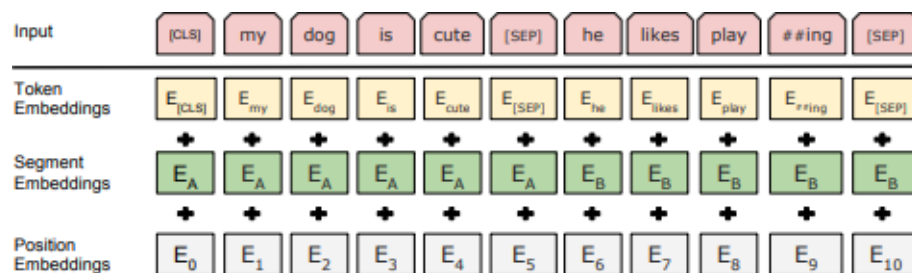 Input [CLS] my dog is cute [SEP] he likes play ##ing [SEP]
Token Embeddings E[CLS] Emy Edog Eis Ecute E[SEP] Ehe Elikes Eplay E##ing E[SEP]
Segment Embeddings EA EA EA EA EA EA EB EB EB EB EB
Position Embeddings E0 E1 E2 E3 E4 E5 E6 E7 E8 E9 E10